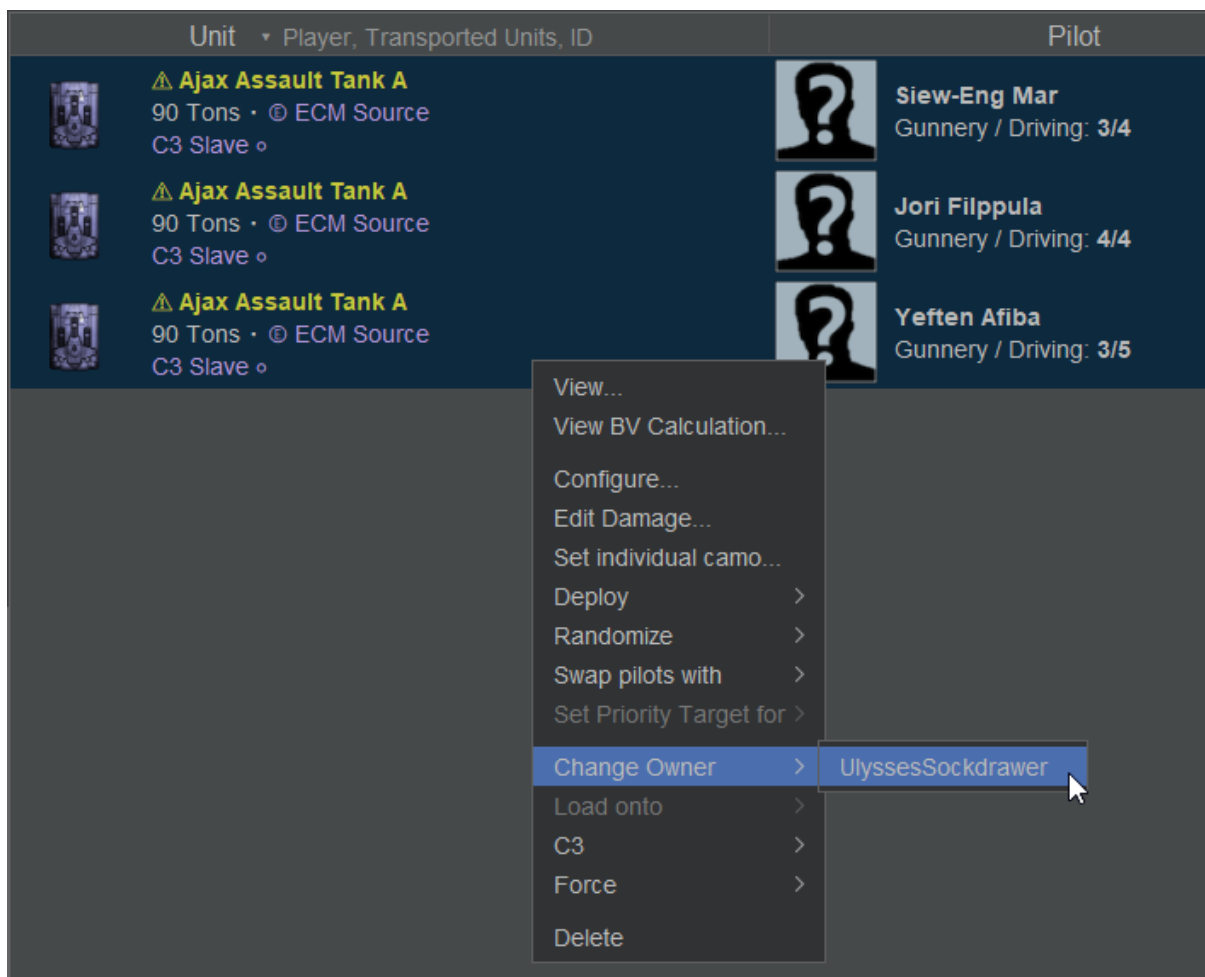 Unit ▾ Player, Transported Units, ID
Pilot
⚠ Ajax Assault Tank A
90 Tons · Ⓔ ECM Source
C3 Slave ∘
Siew-Eng Mar
Gunnery / Driving: 3/4
⚠ Ajax Assault Tank A
90 Tons · Ⓔ ECM Source
C3 Slave ∘
Jori Filppula
Gunnery / Driving: 4/4
⚠ Ajax Assault Tank A
90 Tons · Ⓔ ECM Source
C3 Slave ∘
Yeften Afiba
Gunnery / Driving: 3/5
View...
View BV Calculation...
Configure...
Edit Damage...
Set individual camo...
Deploy
Randomize
Swap pilots with
Set Priority Target for
Change Owner
UlyssesSockdrawer
Load onto
C3
Force
Delete